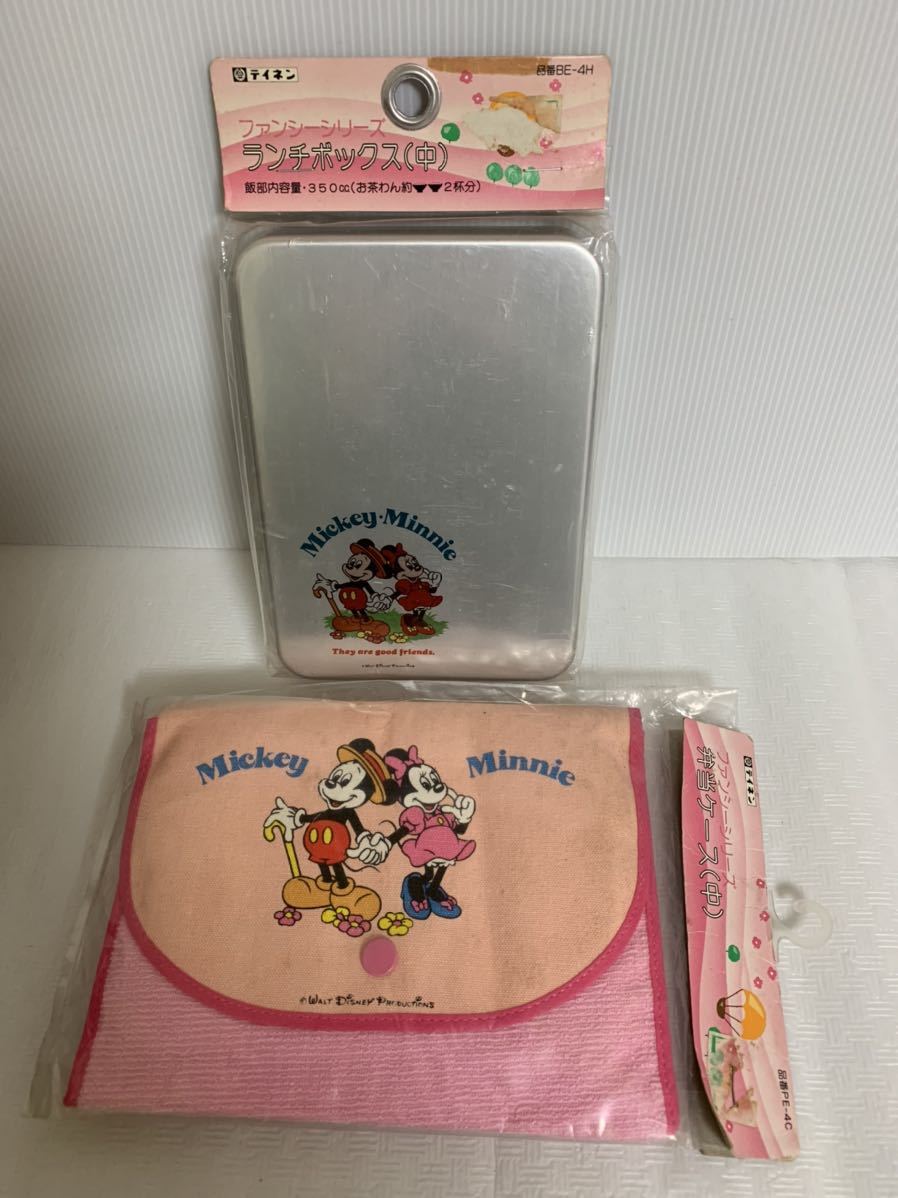 テイネン
品番BE-4H
ファンシーシリーズ
ランチボックス(中)
飯部内容量・350cc(お茶わん約2杯分)
Mickey・Minnie
They are good friends.
©WALT DISNEY PRODUCTIONS
Mickey Minnie
©WALT DISNEY PRODUCTIONS
テイネン
ファンシーシリーズ
弁当ケース(中)
品番PE-4C